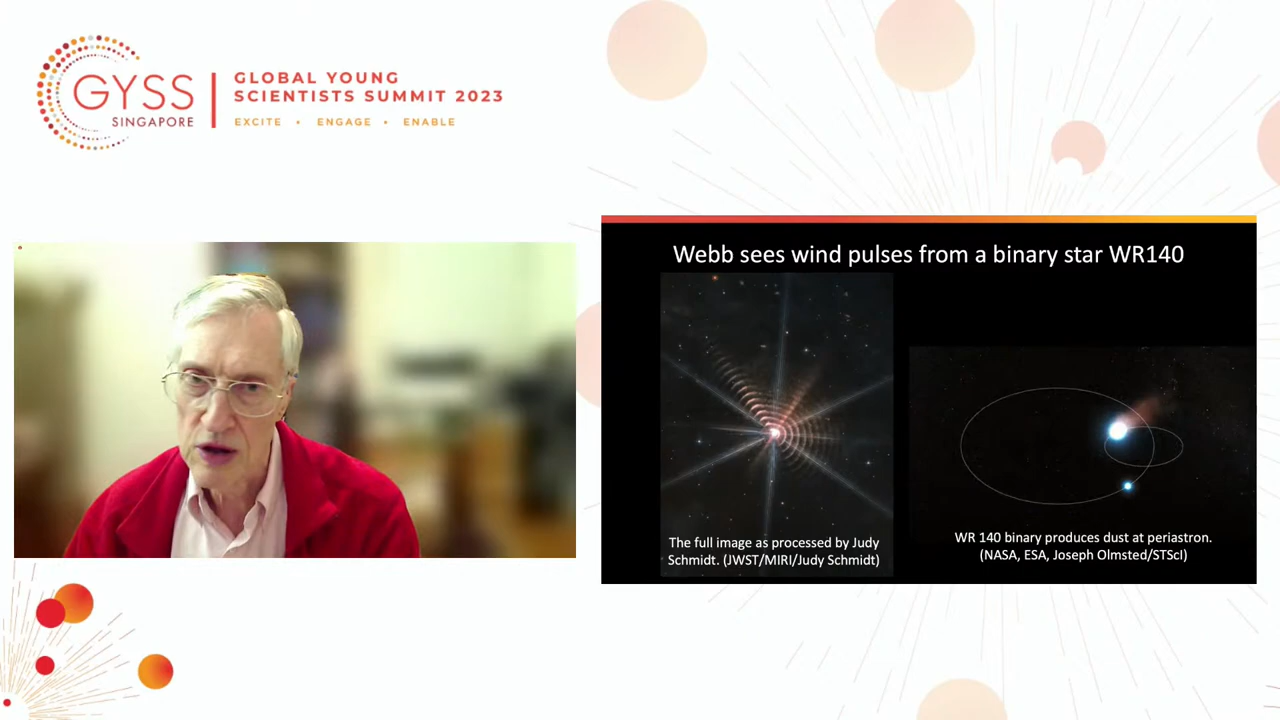 GYSS
SINGAPORE
GLOBAL YOUNG
SCIENTISTS SUMMIT 2023
EXCITE • ENGAGE • ENABLE
Webb sees wind pulses from a binary star WR140
The full image as processed by Judy
Schmidt. (JWST/MIRI/Judy Schmidt)
WR 140 binary produces dust at periastron.
(NASA, ESA, Joseph Olmsted/STScI)